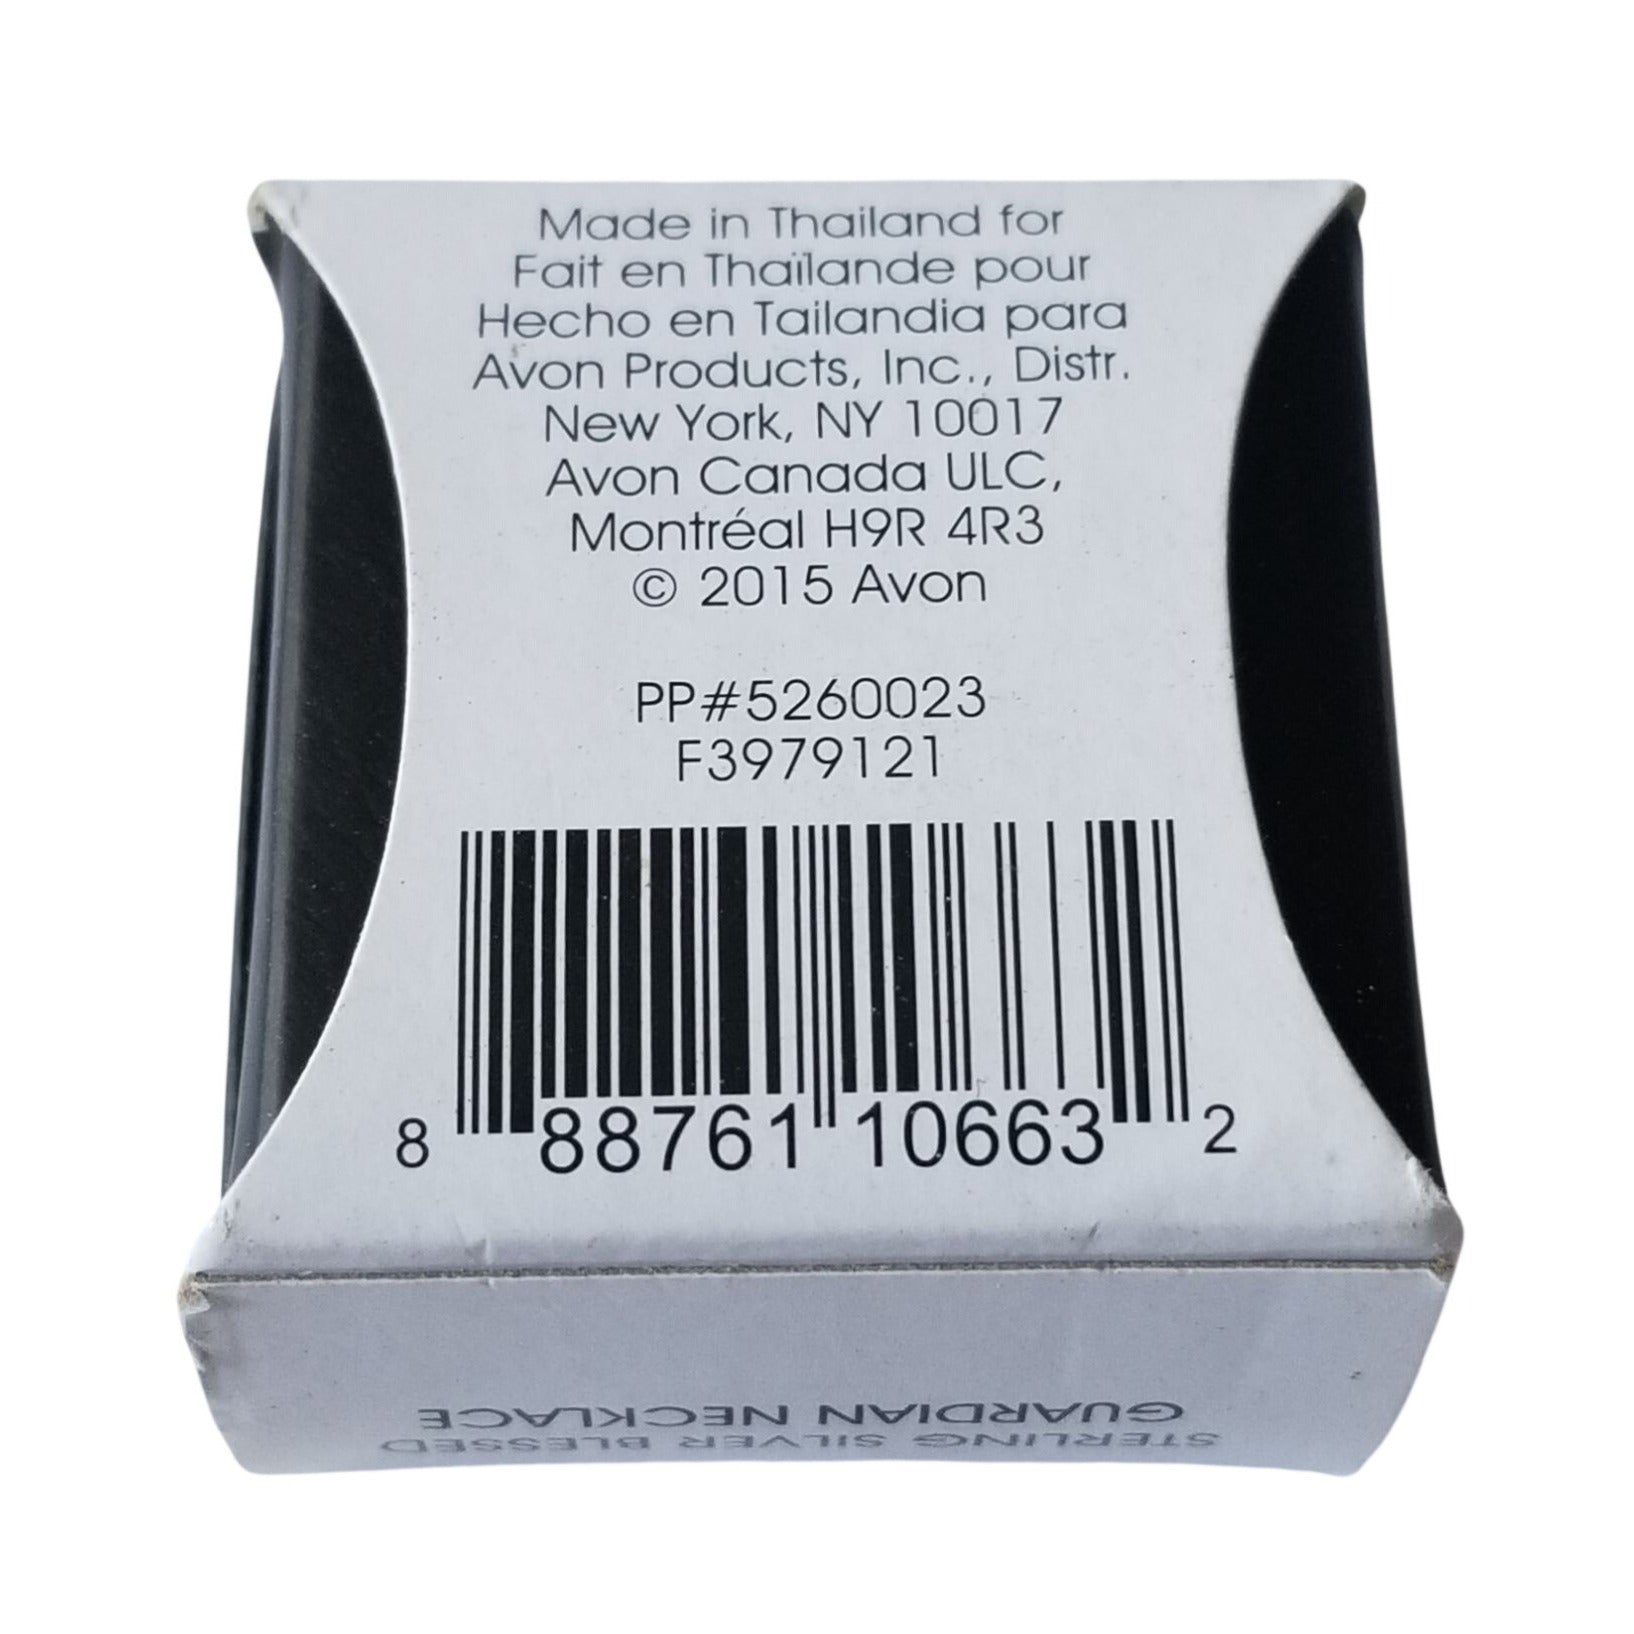 Made in Thailand for
Fait en Thaïlande pour
Hecho en Tailandia para
Avon Products, Inc., Distr.
New York, NY 10017
Avon Canada ULC,
Montréal H9R 4R3
© 2015 Avon
PP#5260023
F3979121
8 88761 10663 2
STERLING SILVER BLESSED
GUARDIAN NECKLACE